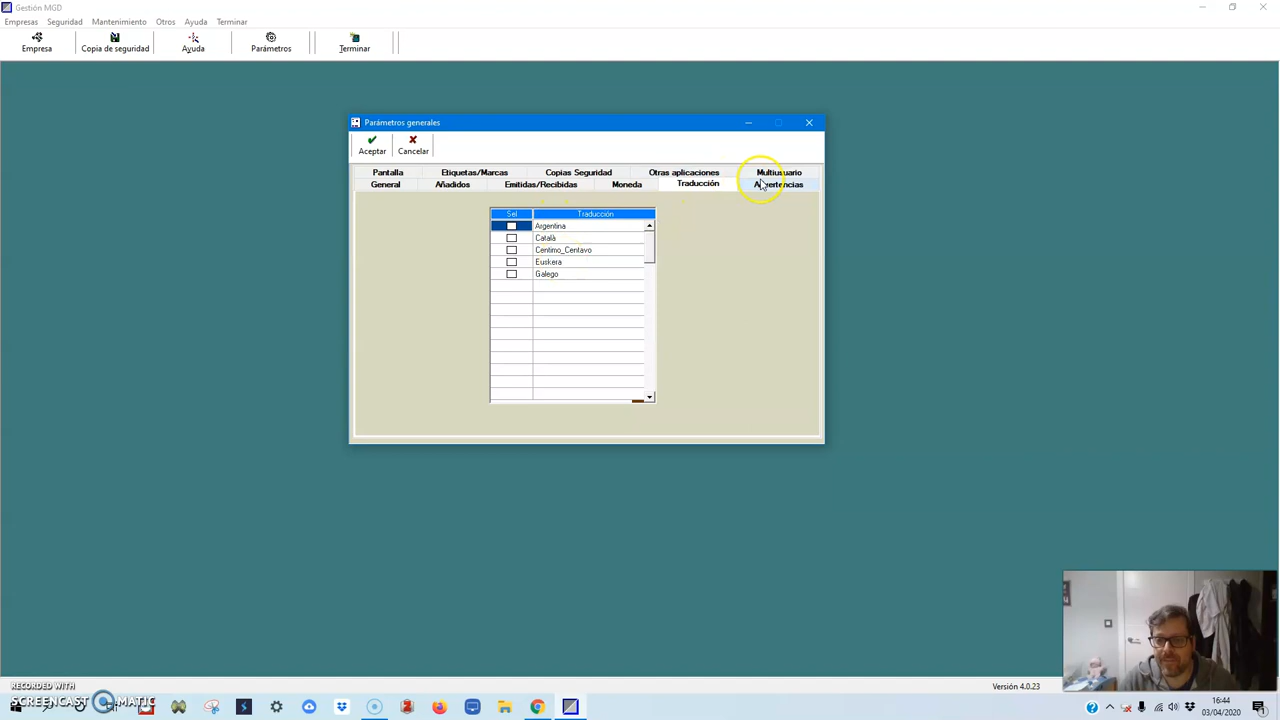 Gestión MGD
Empresas Seguridad Mantenimiento Otros Ayuda Terminar
Empresa Copia de seguridad Ayuda Parámetros Terminar
Parámetros generales
Aceptar Cancelar
Pantalla Etiquetas/Marcas Copias Seguridad Otras aplicaciones Multiusuario
General Añadidos Emitidas/Recibidas Moneda Traducción Advertencias
Sel Traducción
Argentina
Català
Centimo_Centavo
Euskera
Galego
Versión 4.0.23
RECORDED WITH
SCREENCAST MATIC
16:44
03/04/2020